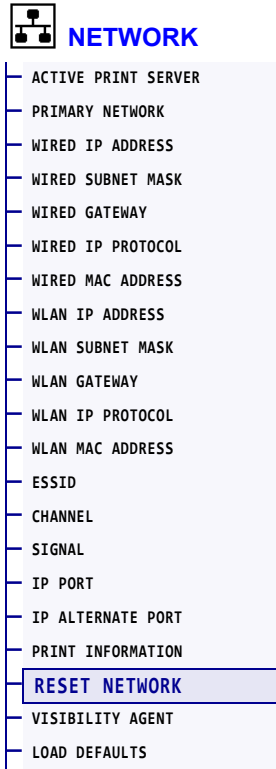 NETWORK
ACTIVE PRINT SERVER
PRIMARY NETWORK
WIRED IP ADDRESS
WIRED SUBNET MASK
WIRED GATEWAY
WIRED IP PROTOCOL
WIRED MAC ADDRESS
WLAN IP ADDRESS
WLAN SUBNET MASK
WLAN GATEWAY
WLAN IP PROTOCOL
WLAN MAC ADDRESS
ESSID
CHANNEL
SIGNAL
IP PORT
IP ALTERNATE PORT
PRINT INFORMATION
RESET NETWORK
VISIBILITY AGENT
LOAD DEFAULTS